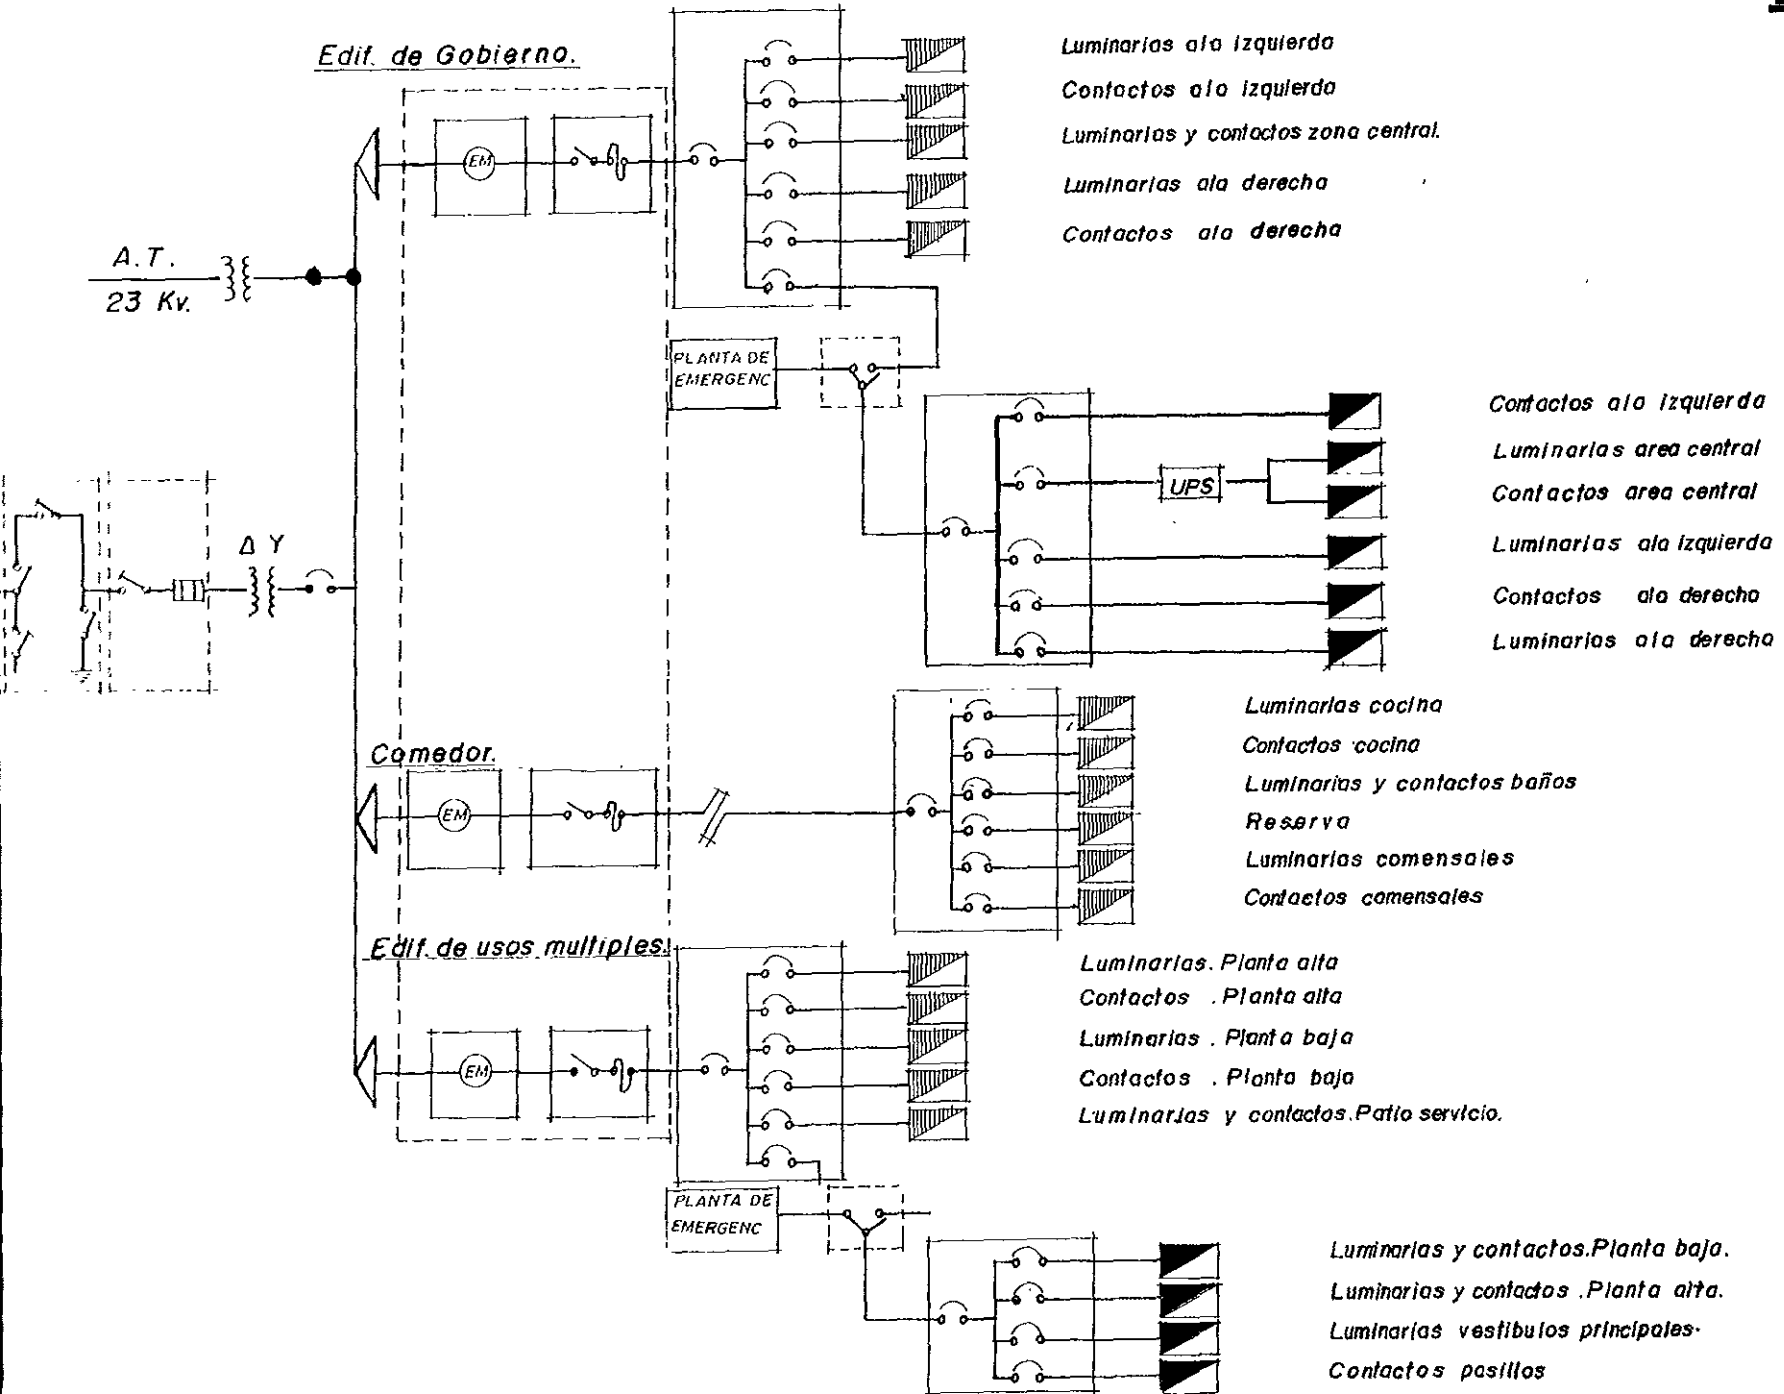 Edif. de Gobierno.
EM
Luminarias ala izquierda
Contactos ala izquierda
Luminarias y contactos zona central.
Luminarias ala derecha
Contactos ala derecha
A.T.
23 Kv.
PLANTA DE
EMERGENC
Contactos ala izquierda
Luminarias area central
UPS
Contactos area central
Luminarias ala izquierda
Contactos ala derecha
Luminarias ala derecha
Δ Y
Comedor.
EM
Luminarias cocina
Contactos cocina
Luminarias y contactos baños
Reserva
Luminarias comensales
Contactos comensales
Edif. de usos multiples.
EM
Luminarias. Planta alta
Contactos . Planta alta
Luminarias . Planta baja
Contactos . Planta baja
Luminarias y contactos. Patio servicio.
PLANTA DE
EMERGENC
Luminarias y contactos. Planta baja.
Luminarias y contactos . Planta alta.
Luminarias vestibulos principales.
Contactos pasillos